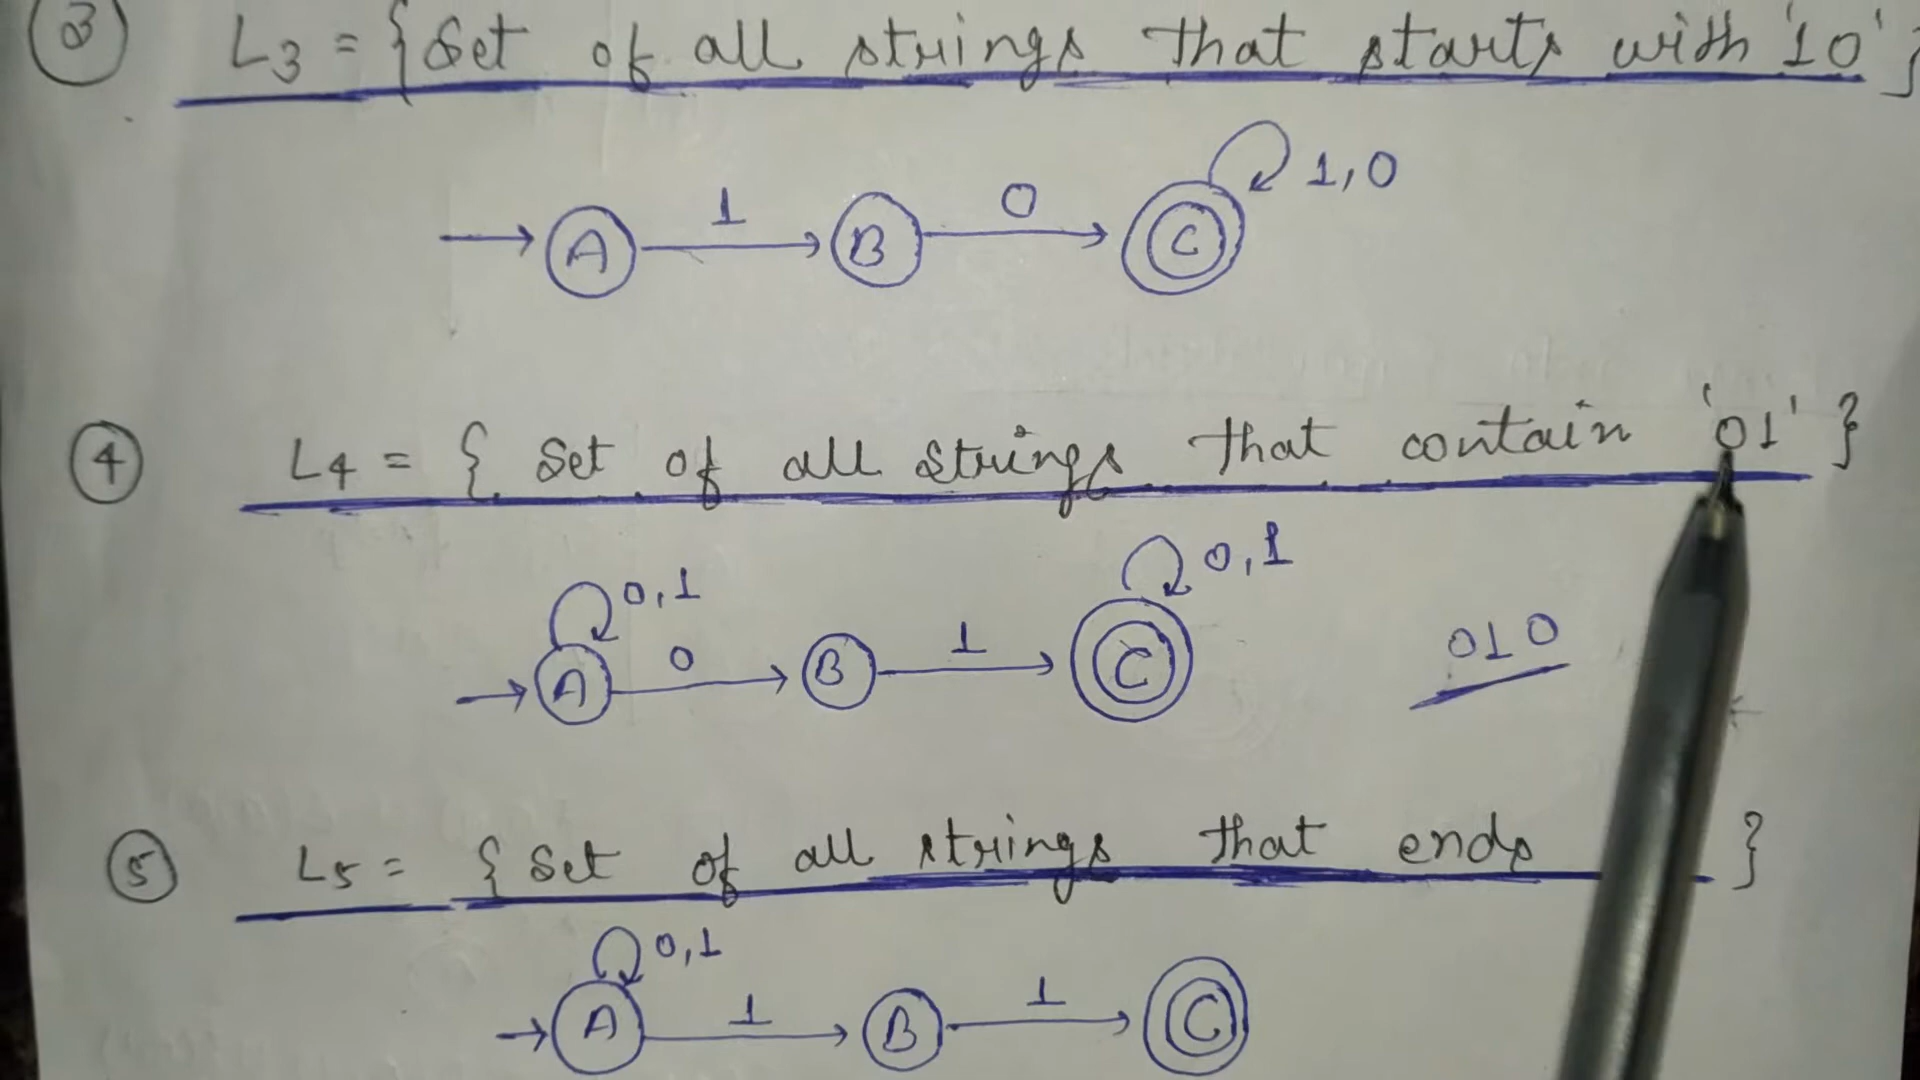 ③ L3 = {Set of all strings that starts with '10'}
1,0
→ A 1 → B 0 → C
④ L4 = { Set of all strings that contain '01' }
0,1 0,1
→ A 0 → B 1 → C 010
⑤ L5 = { Set of all strings that ends }
0,1
→ A 1 → B 1 → C